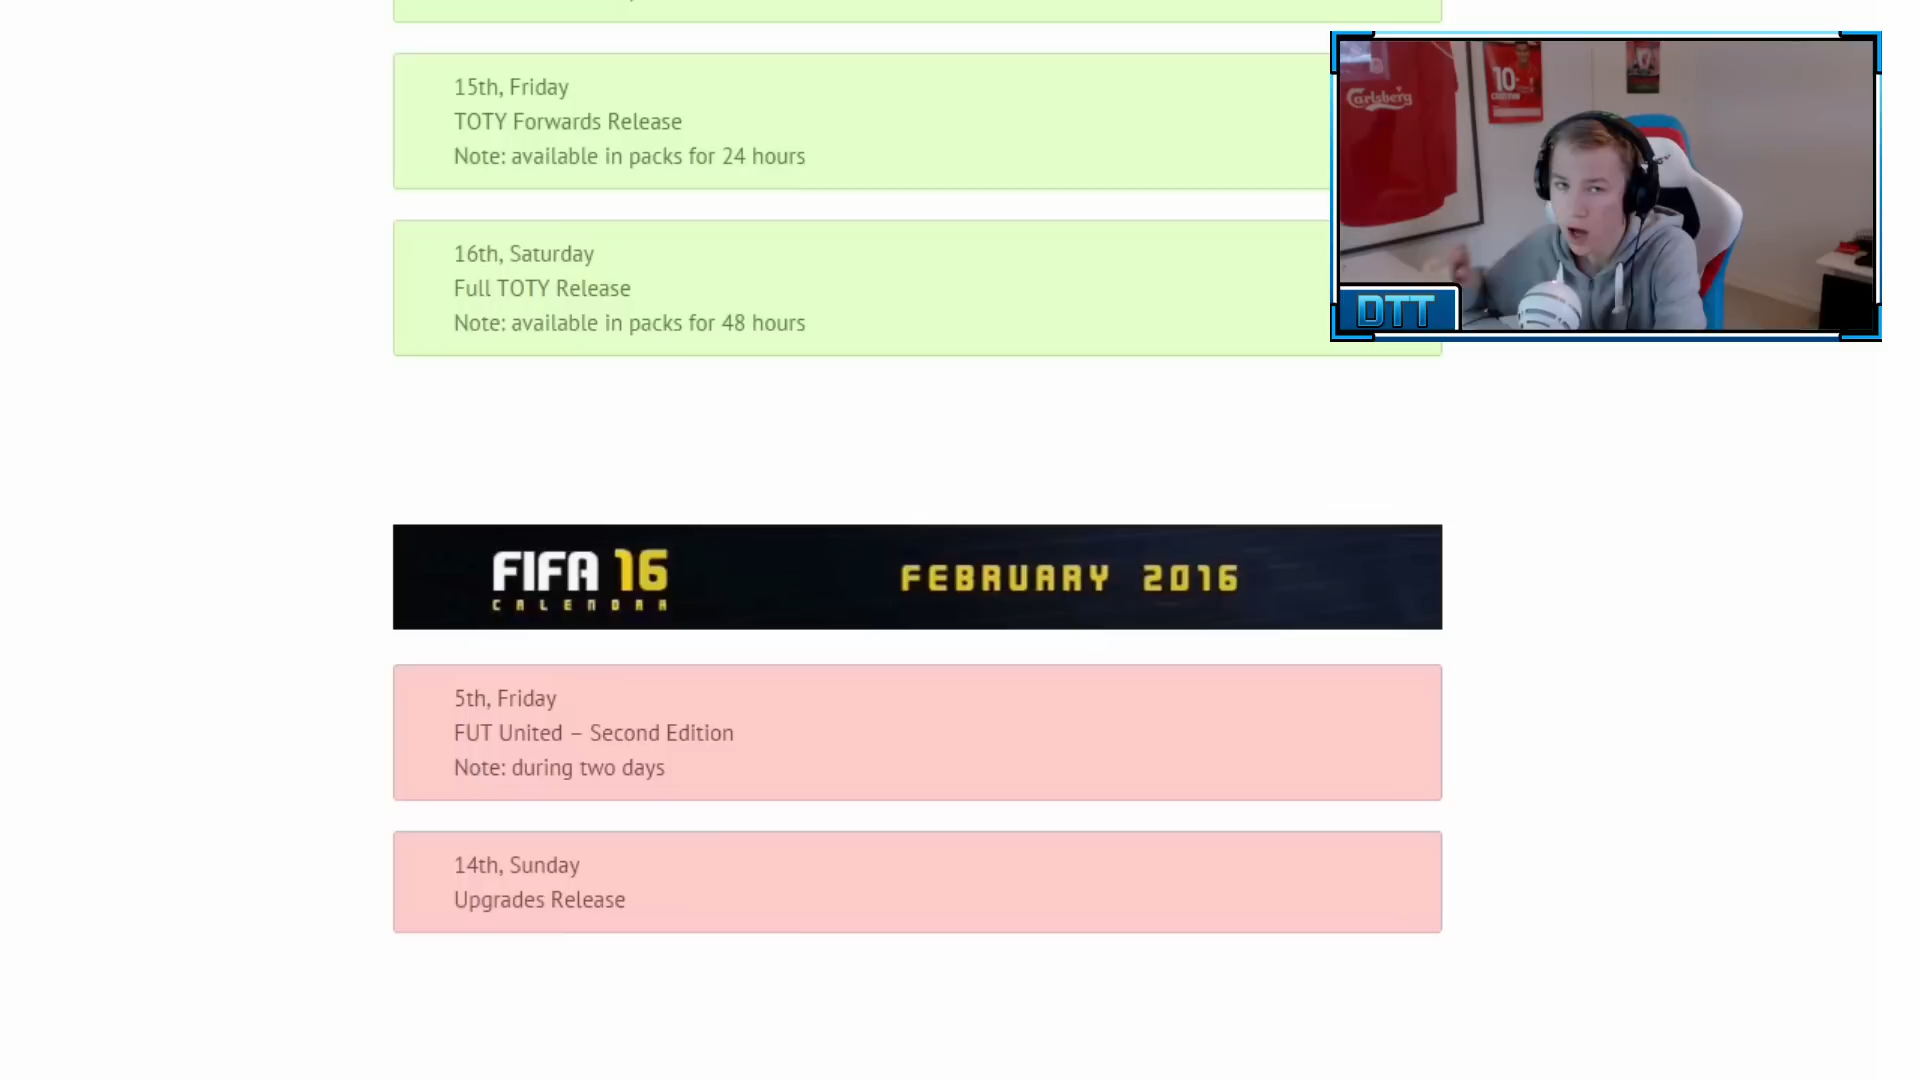 15th, Friday
TOTY Forwards Release
Note: available in packs for 24 hours
16th, Saturday
Full TOTY Release
Note: available in packs for 48 hours
Carlsberg
10
DTT
FIFA 16
CALENDAR
FEBRUARY 2016
5th, Friday
FUT United – Second Edition
Note: during two days
14th, Sunday
Upgrades Release